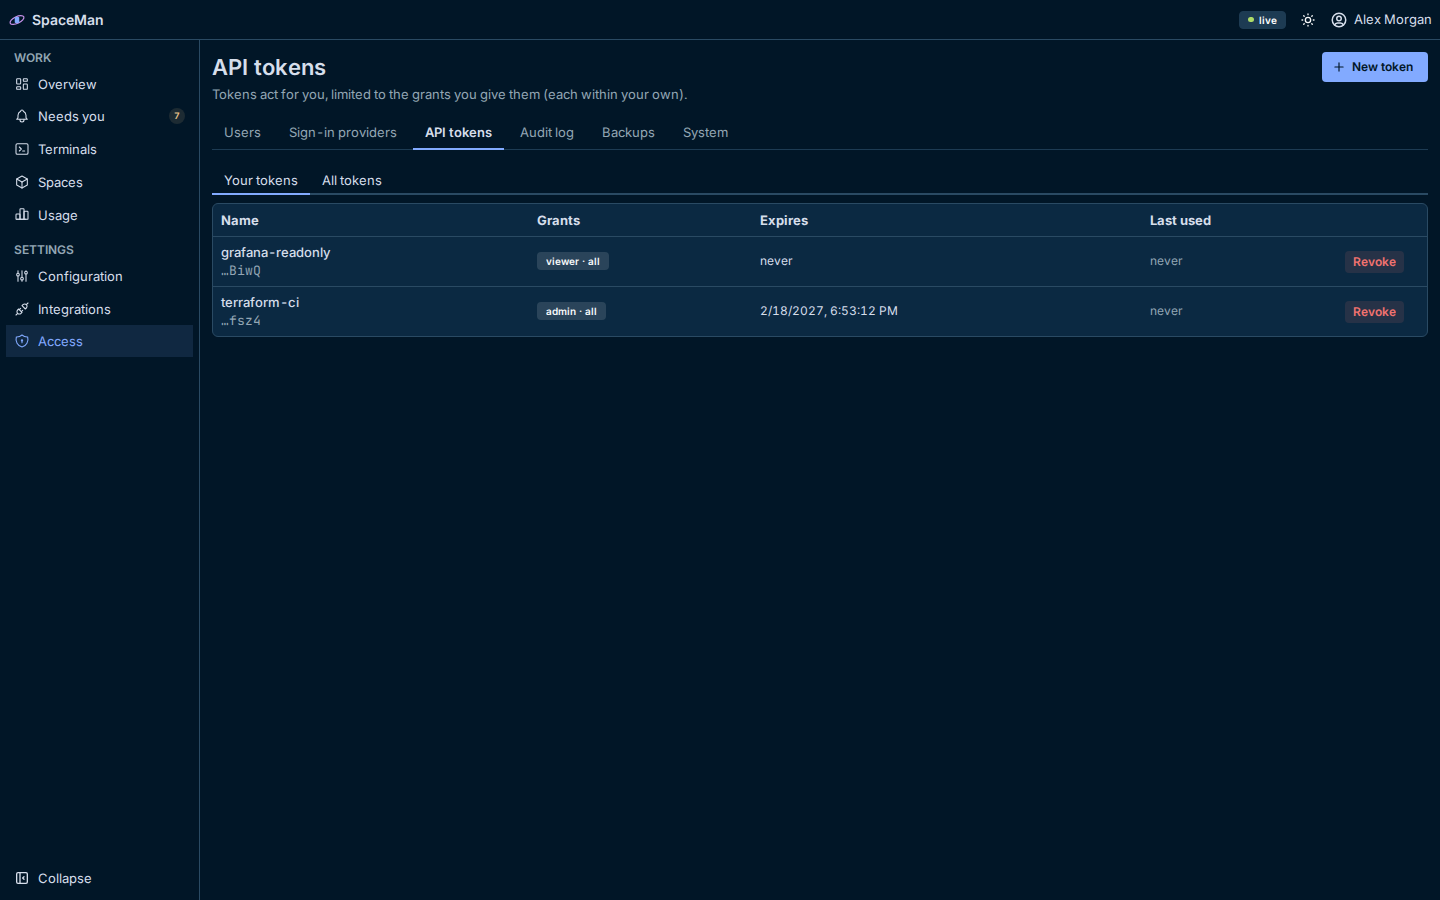 SpaceMan
live
Alex Morgan
WORK
Overview
Needs you 7
Terminals
Spaces
Usage
SETTINGS
Configuration
Integrations
Access
Collapse
API tokens
New token
Tokens act for you, limited to the grants you give them (each within your own).
Users Sign-in providers API tokens Audit log Backups System
Your tokens All tokens
Name Grants Expires Last used
grafana-readonly viewer · all never never Revoke
…BiwQ
terraform-ci admin · all 2/18/2027, 6:53:12 PM never Revoke
…fsz4